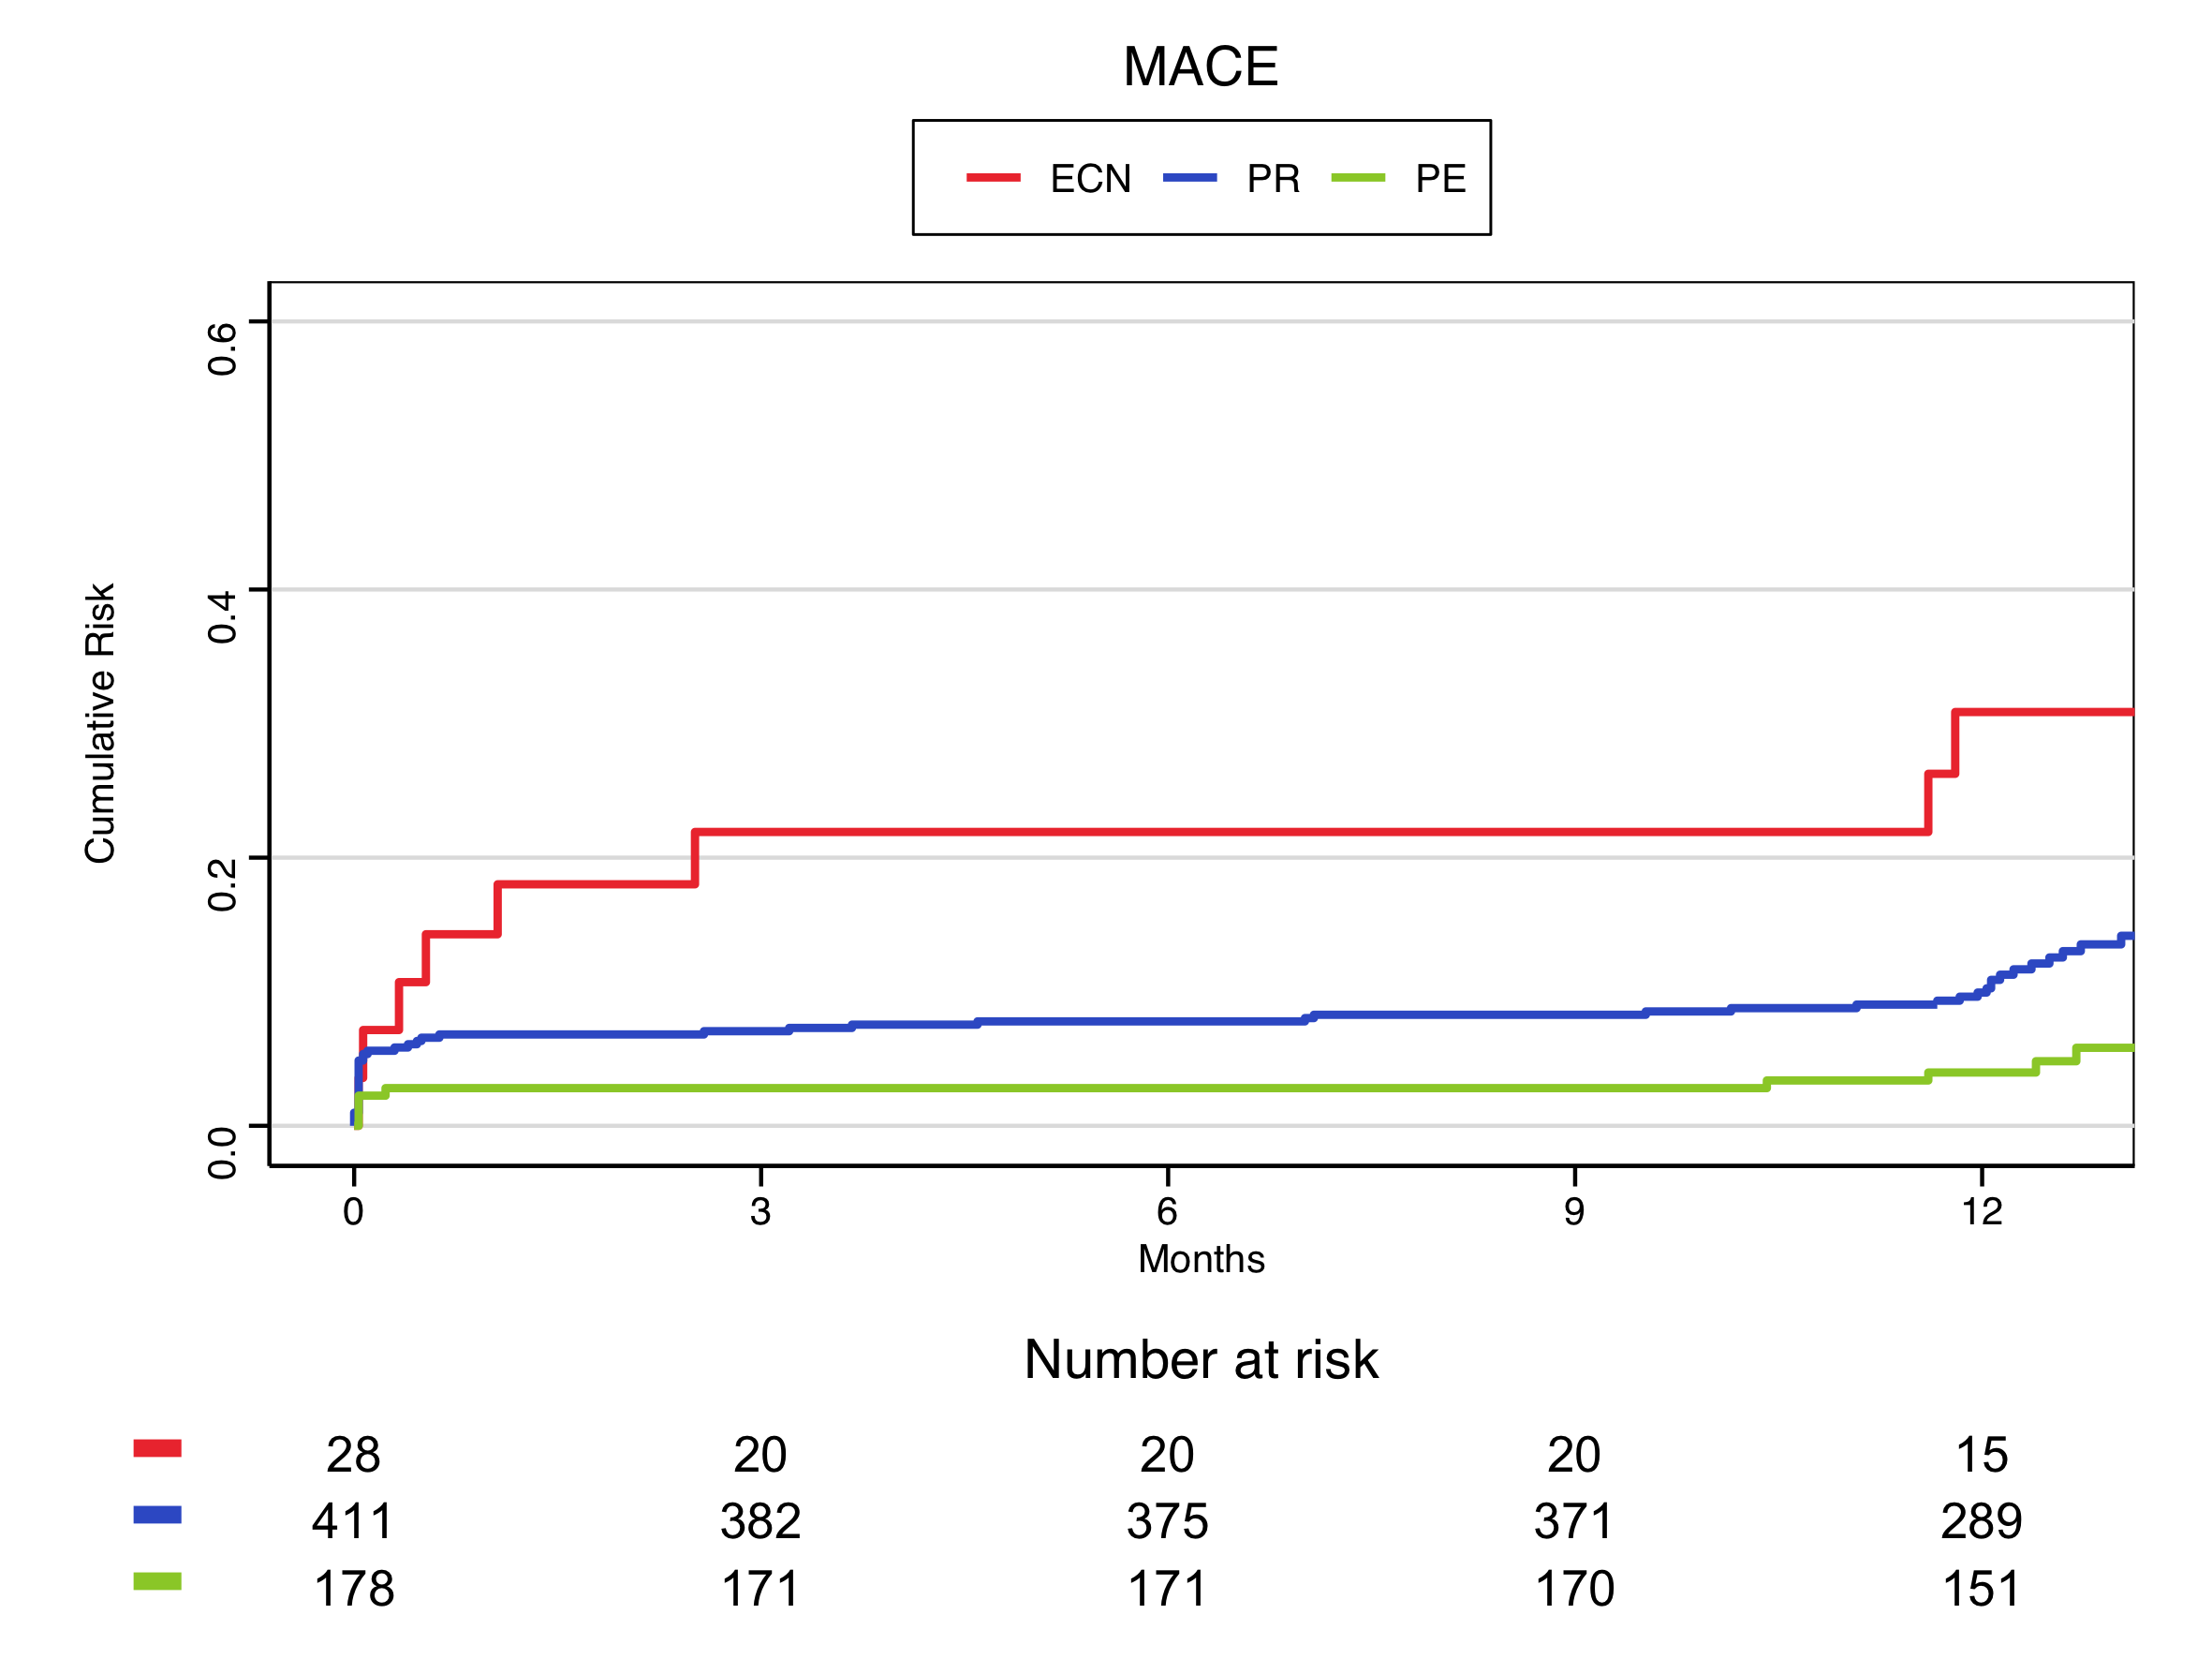 MACE
ECN PR PE
0.6
0.4
0.2
0.0
Cumulative Risk
0 3 6 9 12
Months
Number at risk
28 20 20 20 15
411 382 375 371 289
178 171 171 170 151